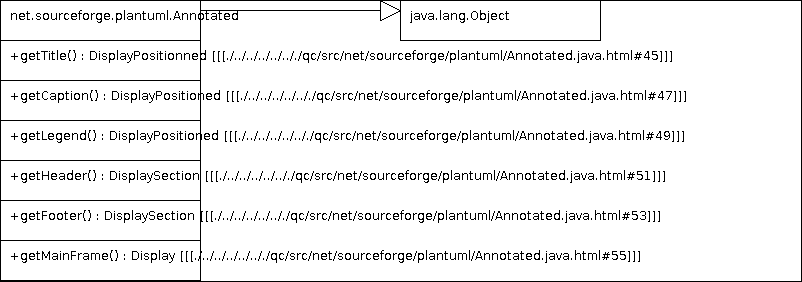 net.sourceforge.plantuml.Annotated
java.lang.Object
+getTitle() : DisplayPositionned [[[./../../../../../../qc/src/net/sourceforge/plantuml/Annotated.java.html#45]]]
+getCaption() : DisplayPositioned [[[./../../../../../../qc/src/net/sourceforge/plantuml/Annotated.java.html#47]]]
+getLegend() : DisplayPositioned [[[./../../../../../../qc/src/net/sourceforge/plantuml/Annotated.java.html#49]]]
+getHeader() : DisplaySection [[[./../../../../../../qc/src/net/sourceforge/plantuml/Annotated.java.html#51]]]
+getFooter() : DisplaySection [[[./../../../../../../qc/src/net/sourceforge/plantuml/Annotated.java.html#53]]]
+getMainFrame() : Display [[[./../../../../../../qc/src/net/sourceforge/plantuml/Annotated.java.html#55]]]